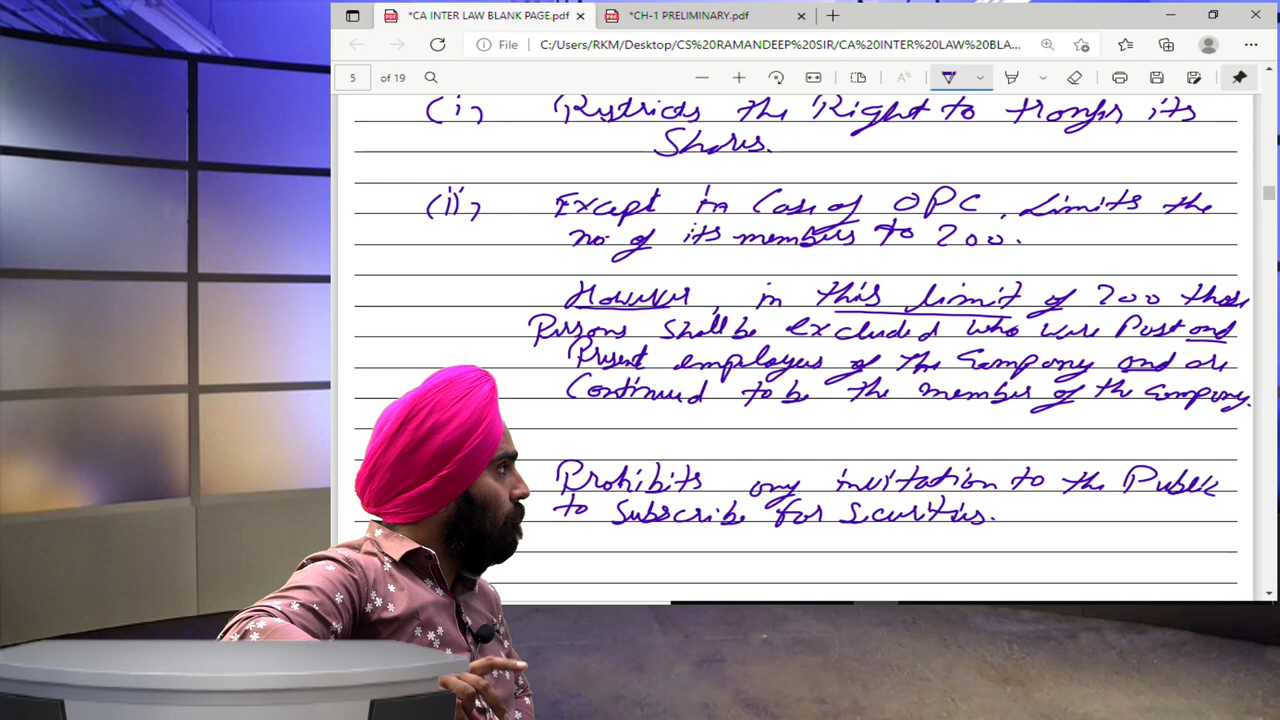 *CA INTER LAW BLANK PAGE.pdf
*CH-1 PRELIMINARY.pdf
File C:/Users/RKM/Desktop/CS%20RAMANDEEP%20SIR/CA%20INTER%20LAW%20BLA...
5 of 19
(i) Restricts the Right to transfer its
Shares.
(ii) Except in Case of OPC, Limits the
no. of its members to 200.
However, in this limit of 200 those
Persons Shall be excluded who were Past and
Present employees of the Company and are
Continued to be the member of the Company.
Prohibits any invitation to the Public
to Subscribe for Securities.